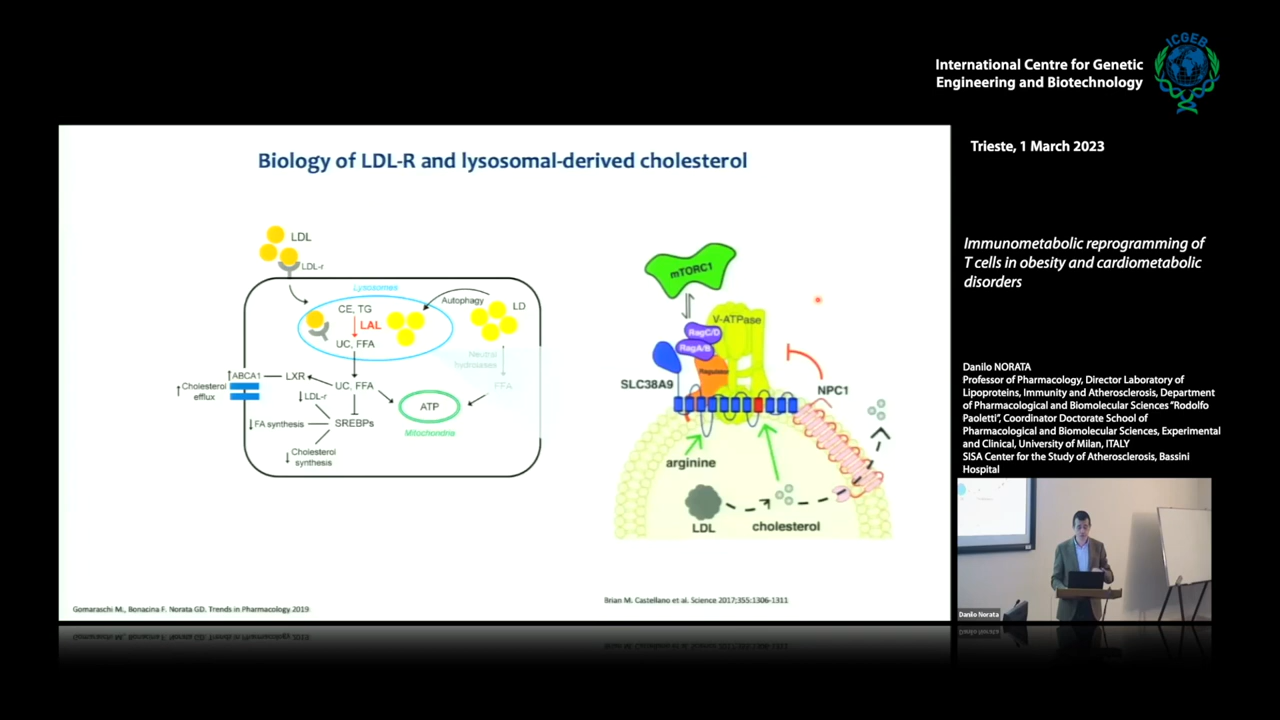 International Centre for Genetic
Engineering and Biotechnology
ICGEB
Trieste, 1 March 2023
Immunometabolic reprogramming of
T cells in obesity and cardiometabolic
disorders
Danilo NORATA
Professor of Pharmacology, Director Laboratory of
Lipoproteins, Immunity and Atherosclerosis, Department
of Pharmacological and Biomolecular Sciences “Rodolfo
Paoletti”, Coordinator Doctorate School of
Pharmacological and Biomolecular Sciences, Experimental
and Clinical, University of Milan, ITALY
SISA Center for the Study of Atherosclerosis, Bassini
Hospital
Danilo Norata
Biology of LDL-R and lysosomal-derived cholesterol
LDL
LDL-r
Lysosomes
Autophagy
LD
CE, TG
LAL
UC, FFA
Neutral
hydrolases
FFA
↑ABCA1
LXR
UC, FFA
↑Cholesterol
efflux
↓LDL-r
ATP
↓FA synthesis
SREBPs
Mitochondria
↓Cholesterol
synthesis
mTORC1
V-ATPase
RagC/D
RagA/B
Regulator
SLC38A9
NPC1
arginine
LDL
cholesterol
Gomaraschi M., Bonacina F. Norata GD. Trends in Pharmacology 2019
Brian M. Castellano et al. Science 2017;355:1306-1311